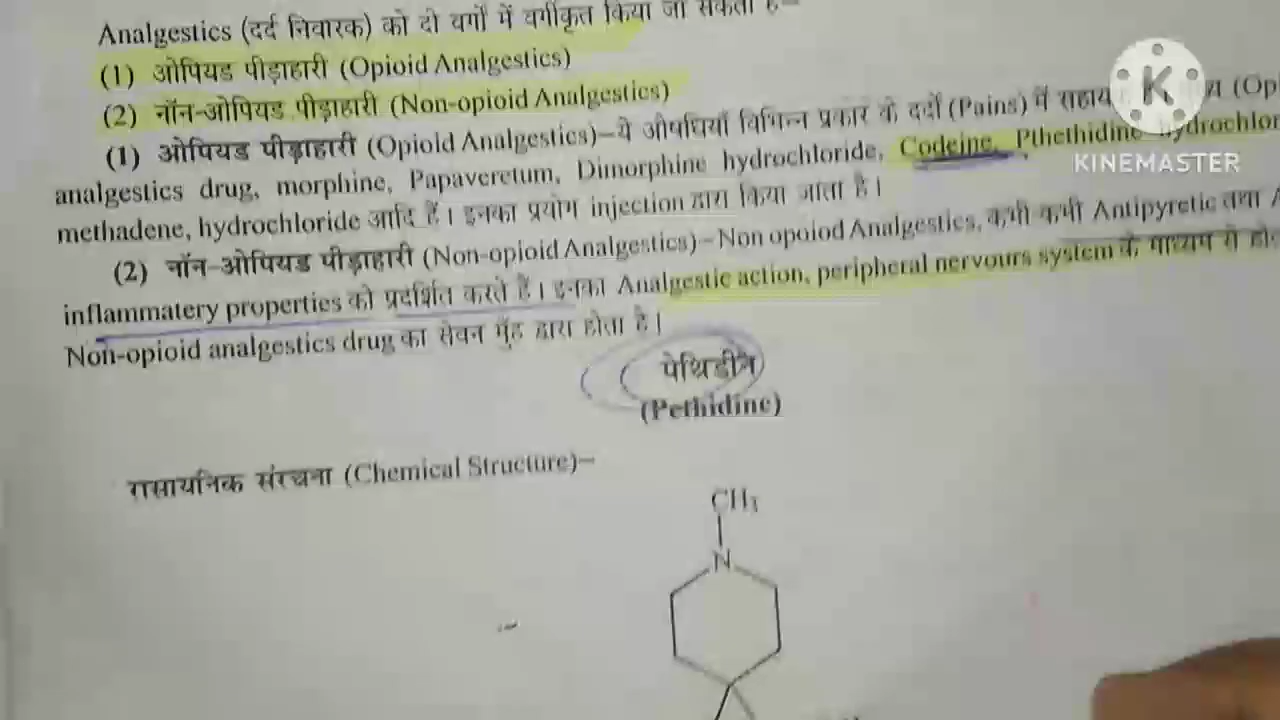 Analgestics (दर्द निवारक) को दो वर्गों में वर्गीकृत किया जा सकता है–
(1) ओपियड पीड़ाहारी (Opioid Analgestics)
(2) नॉन-ओपियड पीड़ाहारी (Non-opioid Analgestics)
(1) ओपियड पीड़ाहारी (Opioid Analgestics)–ये औषधियाँ विभिन्न प्रकार के दर्दों (Pains) में (Op
analgestics drug, morphine, Papaveretum, Dimorphine hydrochloride, Codeine, Pthethidine hydrochlor
methadene, hydrochloride आदि हैं। इनका प्रयोग injection द्वारा किया जाता है।
(2) नॉन-ओपियड पीड़ाहारी (Non-opioid Analgestics)–Non opoiod Analgestics, कभी कभी Antipyretic तथा
inflammatery properties को प्रदर्शित करते हैं। इनका Analgestic action, peripheral nervours system के माध्यम से
Non-opioid analgestics drug का सेवन मुँह द्वारा होता है।
पेथिडीन
(Pethidine)
रासायनिक संरचना (Chemical Structure)–
CH₃
N
K
KINEMASTER